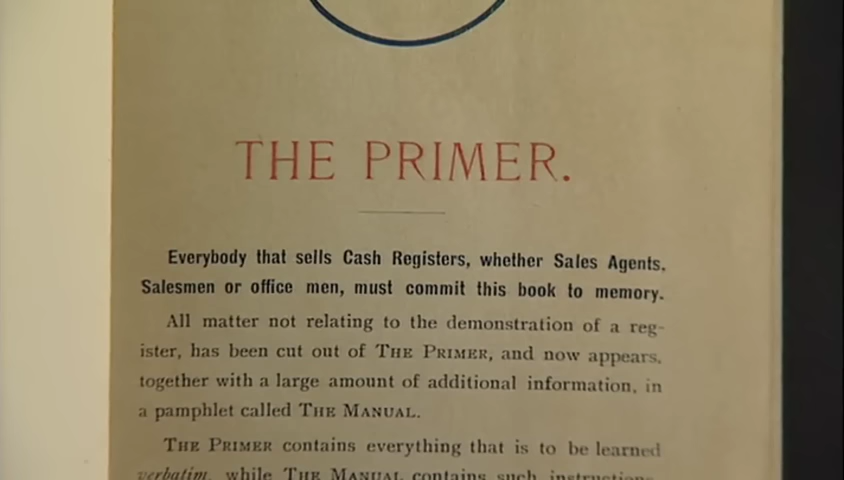 THE PRIMER.
Everybody that sells Cash Registers, whether Sales Agents,
Salesmen or office men, must commit this book to memory.
All matter not relating to the demonstration of a reg-
ister, has been cut out of THE PRIMER, and now appears,
together with a large amount of additional information, in
a pamphlet called THE MANUAL.
THE PRIMER contains everything that is to be learned
verbatim, while THE MANUAL contains such instructions